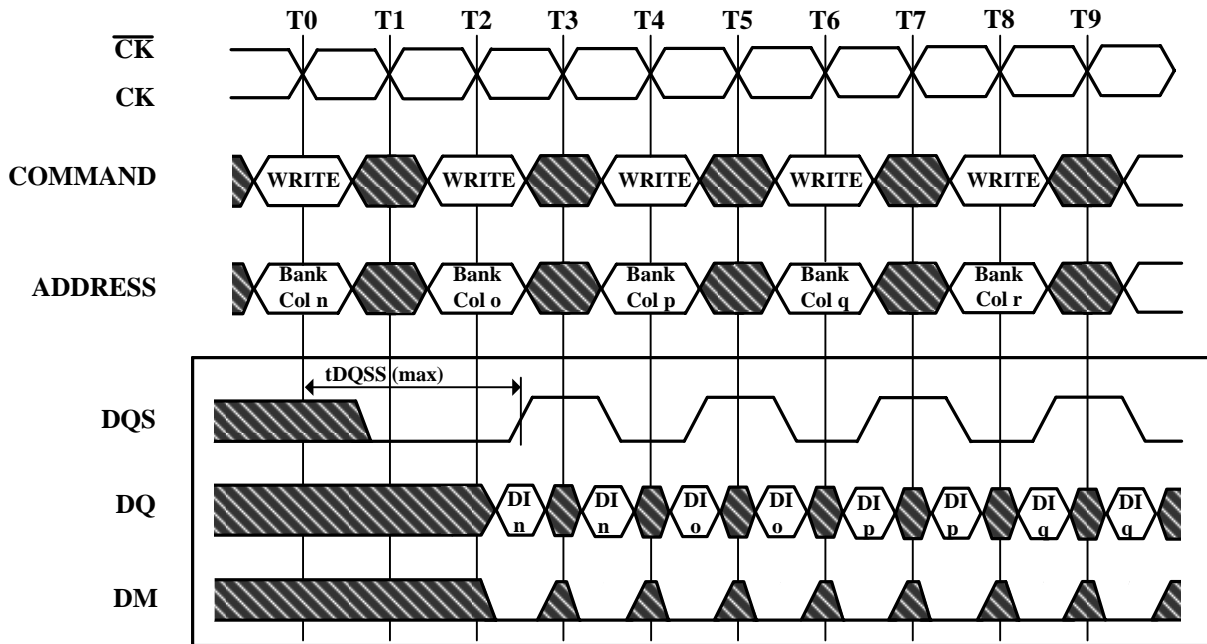 T0 T1 T2 T3 T4 T5 T6 T7 T8 T9
CK
CK
COMMAND WRITE WRITE WRITE WRITE WRITE
ADDRESS Bank Col n Bank Col o Bank Col p Bank Col q Bank Col r
tDQSS (max)
DQS
DQ DI n DI n DI o DI o DI p DI p DI q DI q
DM